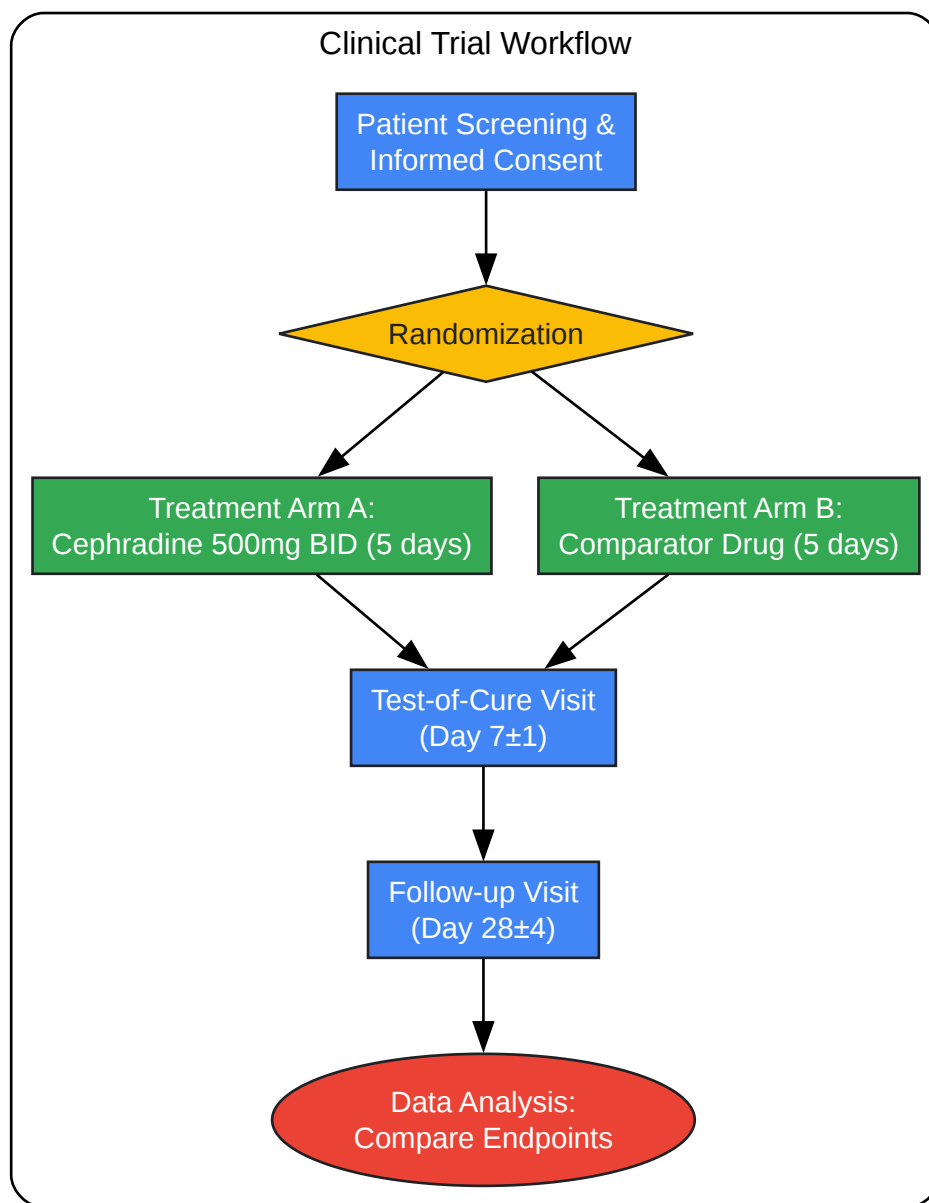 Clinical Trial Workflow
Patient Screening &
Informed Consent
Randomization
Treatment Arm A:
Cephradine 500mg BID (5 days)
Treatment Arm B:
Comparator Drug (5 days)
Test-of-Cure Visit
(Day 7±1)
Follow-up Visit
(Day 28±4)
Data Analysis:
Compare Endpoints